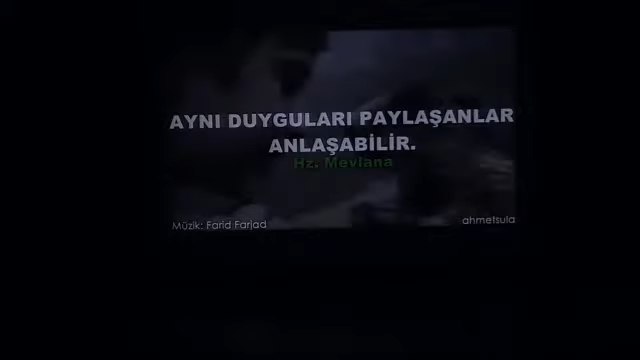 AYNI DUYGULARI PAYLAŞANLAR
ANLAŞABİLİR.
Hz. Mevlana
Müzik: Farid Farjad
ahmetsula